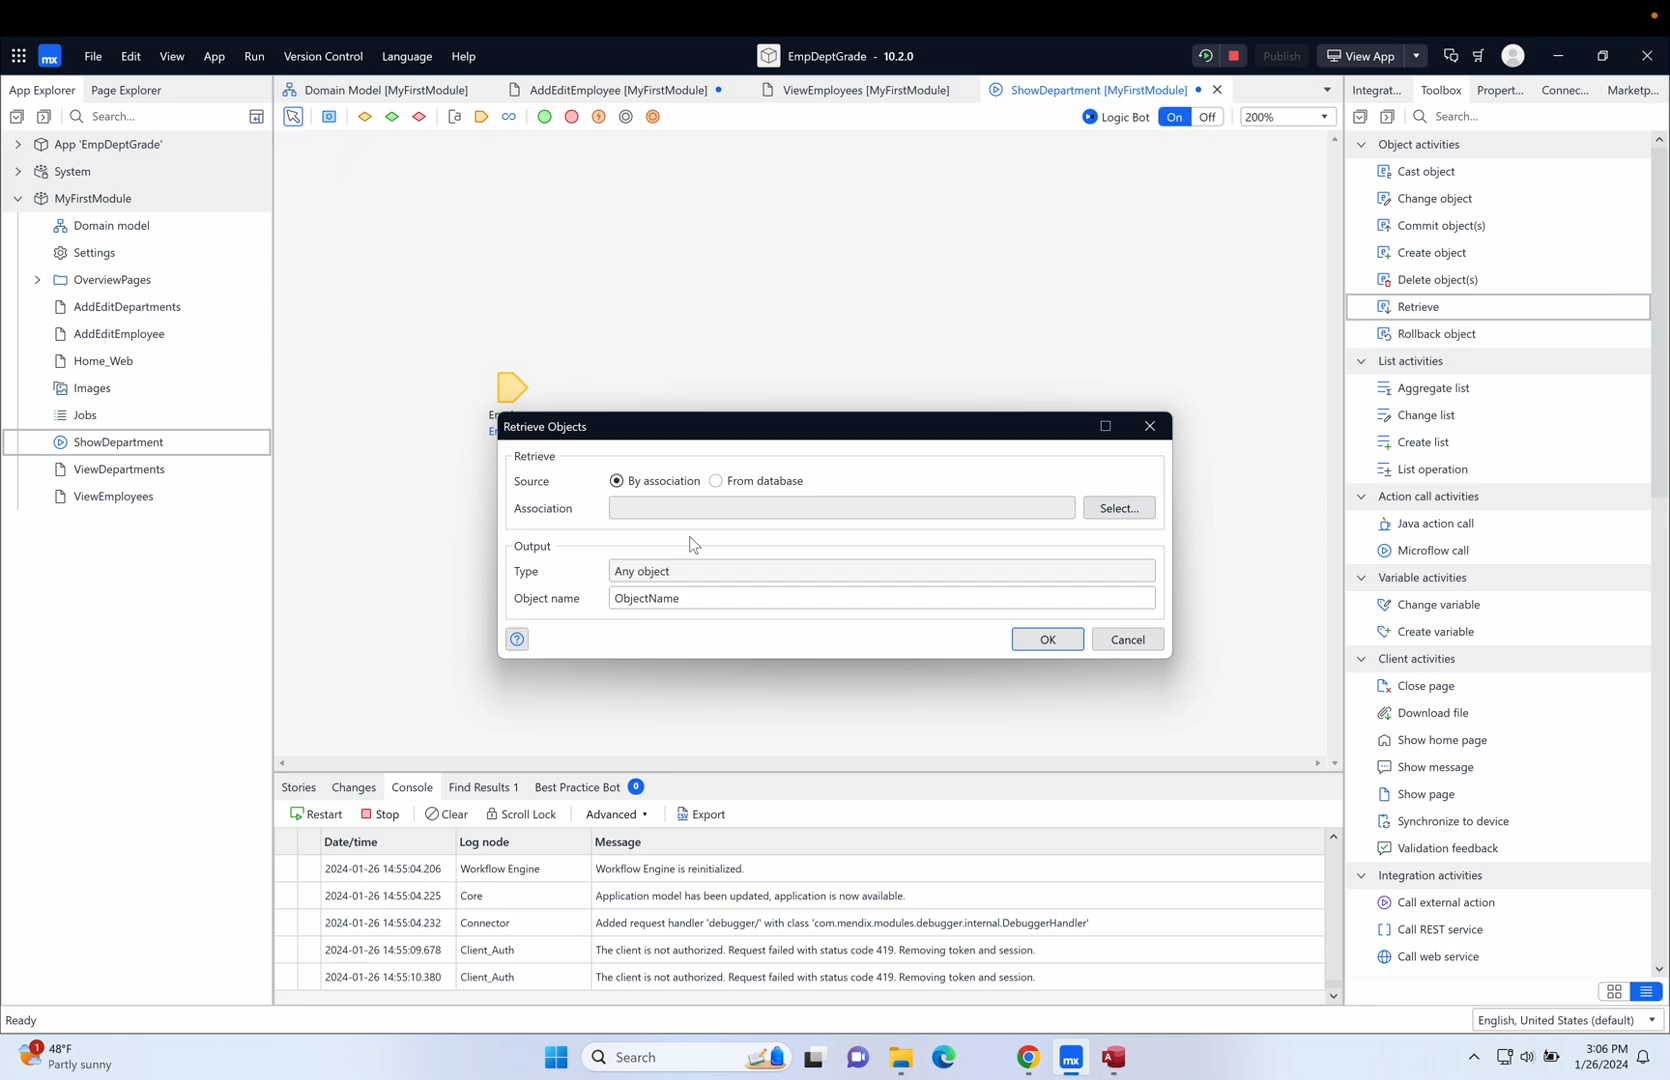 mx
File
Edit
View
App
Run
Version Control
Language
Help
EmpDeptGrade - 10.2.0
Publish
View App
App Explorer
Page Explorer
Domain Model [MyFirstModule]
AddEditEmployee [MyFirstModule]
ViewEmployees [MyFirstModule]
ShowDepartment [MyFirstModule]
Integrat...
Toolbox
Propert...
Connec...
Marketp...
Search...
Logic Bot
On
Off
200%
Search...
App 'EmpDeptGrade'
System
MyFirstModule
Domain model
Settings
OverviewPages
AddEditDepartments
AddEditEmployee
Home_Web
Images
Jobs
ShowDepartment
ViewDepartments
ViewEmployees
Retrieve Objects
Retrieve
Source
By association
From database
Association
Select...
Output
Type
Any object
Object name
ObjectName
OK
Cancel
Object activities
Cast object
Change object
Commit object(s)
Create object
Delete object(s)
Retrieve
Rollback object
List activities
Aggregate list
Change list
Create list
List operation
Action call activities
Java action call
Microflow call
Variable activities
Change variable
Create variable
Client activities
Close page
Download file
Show home page
Show message
Show page
Synchronize to device
Validation feedback
Integration activities
Call external action
Call REST service
Call web service
Stories
Changes
Console
Find Results 1
Best Practice Bot
0
Restart
Stop
Clear
Scroll Lock
Advanced
Export
Date/time
Log node
Message
2024-01-26 14:55:04.206 Workflow Engine Workflow Engine is reinitialized.
2024-01-26 14:55:04.225 Core Application model has been updated, application is now available.
2024-01-26 14:55:04.232 Connector Added request handler 'debugger/' with class 'com.mendix.modules.debugger.internal.DebuggerHandler'
2024-01-26 14:55:09.678 Client_Auth The client is not authorized. Request failed with status code 419. Removing token and session.
2024-01-26 14:55:10.380 Client_Auth The client is not authorized. Request failed with status code 419. Removing token and session.
Ready
English, United States (default)
1
48°F
Partly sunny
Search
mx
3:06 PM
1/26/2024